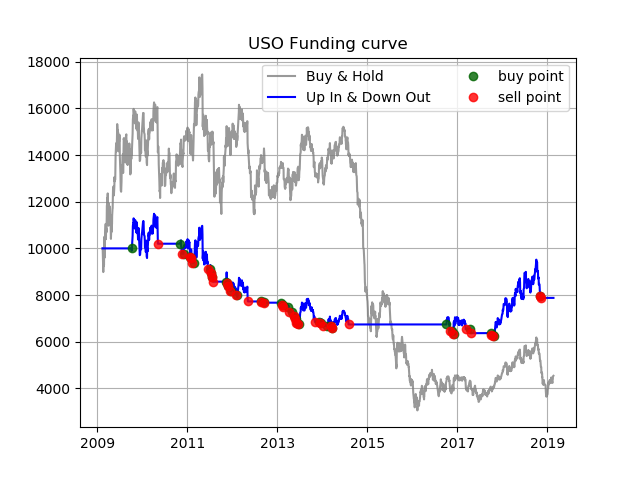 USO Funding curve
Buy & Hold
Up In & Down Out
buy point
sell point
18000
16000
14000
12000
10000
8000
6000
4000
2009 2011 2013 2015 2017 2019